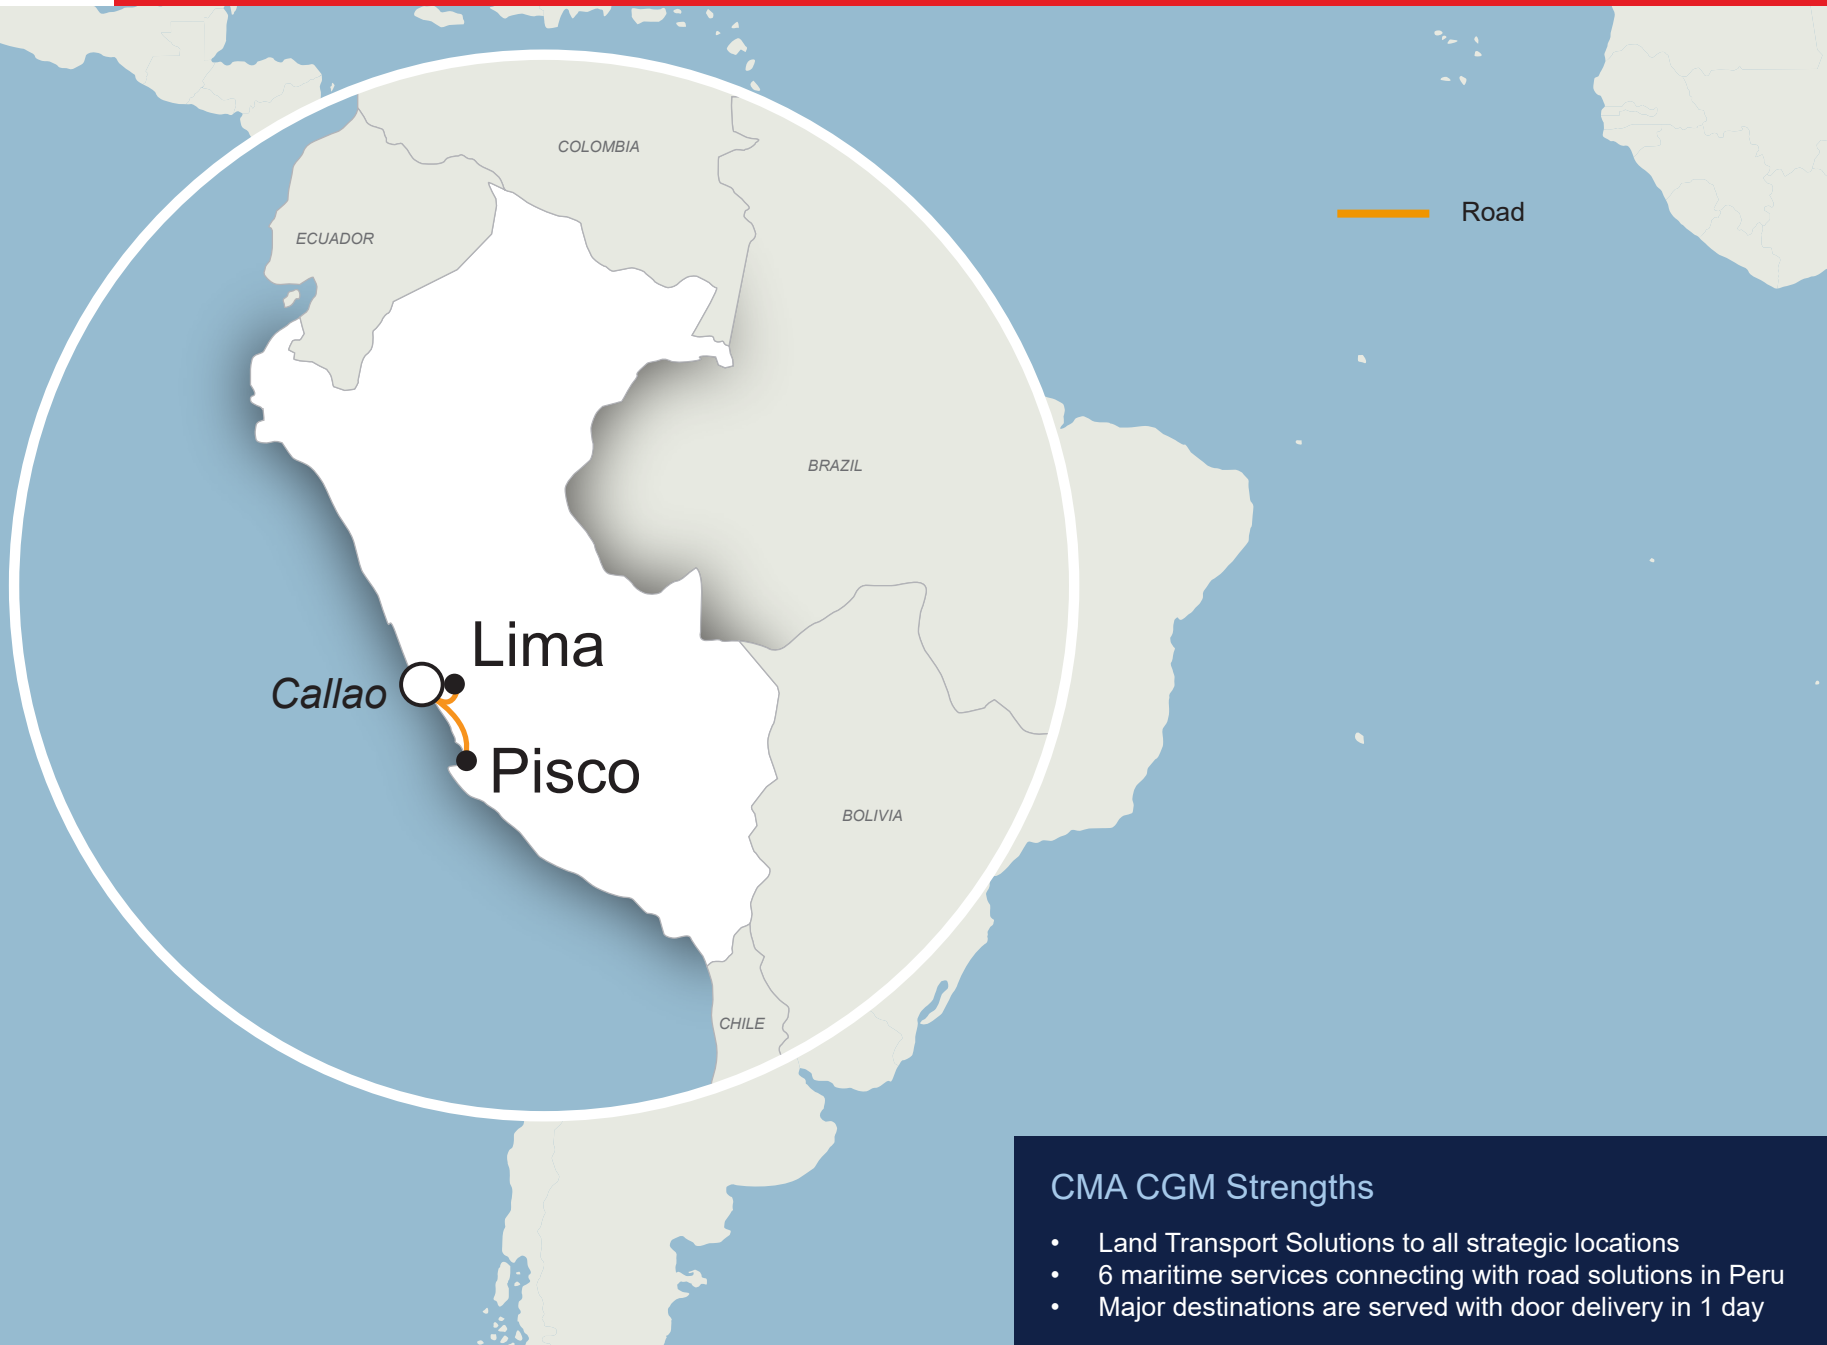 COLOMBIA
Road
ECUADOR
BRAZIL
Lima
Callao
Pisco
BOLIVIA
CHILE
CMA CGM Strengths
• Land Transport Solutions to all strategic locations
• 6 maritime services connecting with road solutions in Peru
• Major destinations are served with door delivery in 1 day